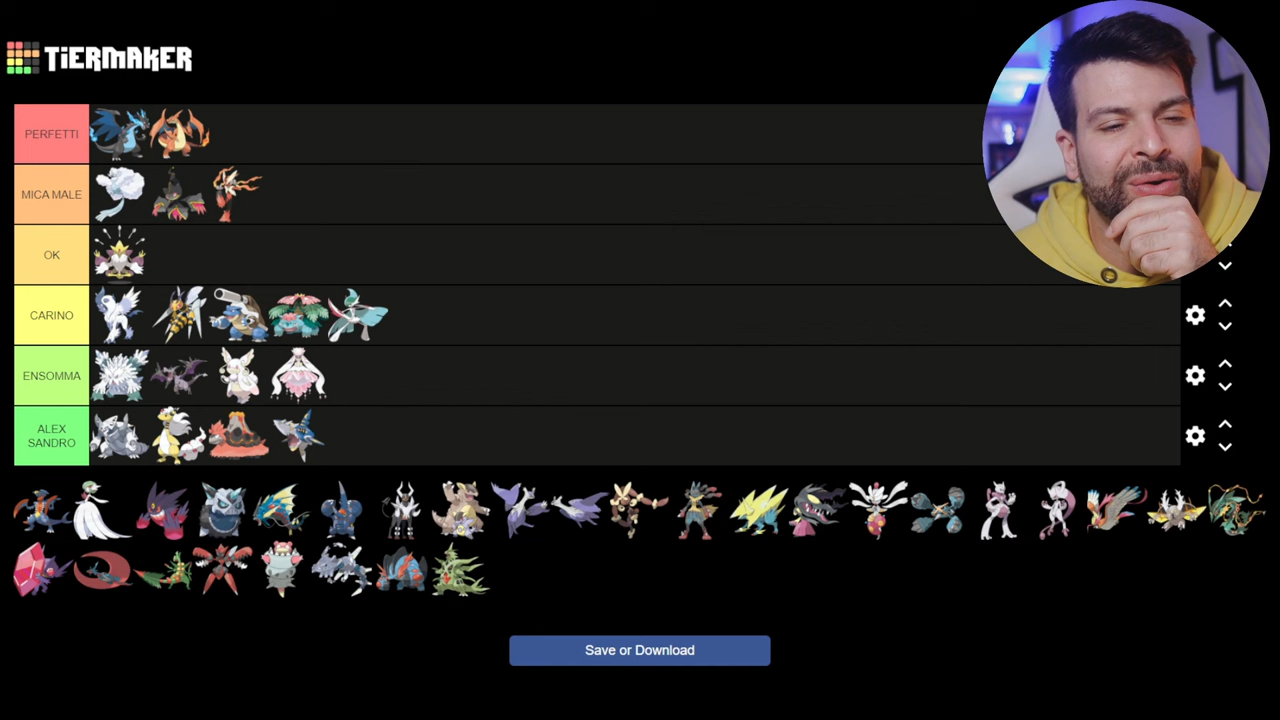 TiERMAKER
PERFETTI
MICA MALE
OK
CARINO
ENSOMMA
ALEX
SANDRO
Save or Download